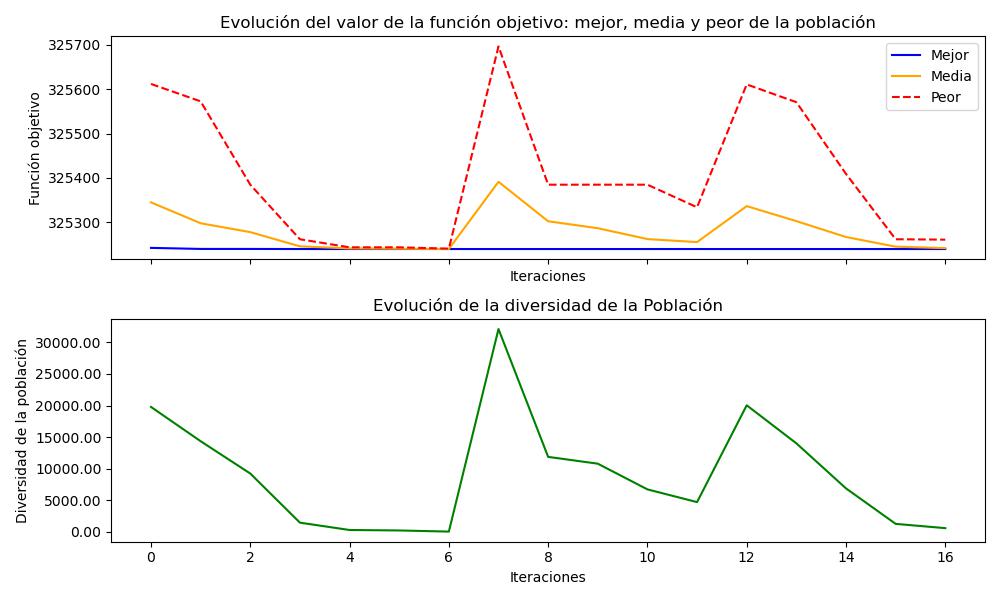 Evolución del valor de la función objetivo: mejor, media y peor de la población
325700
325600
325500
325400
325300
Función objetivo
Mejor
Media
Peor
Iteraciones
Evolución de la diversidad de la Población
30000.00
25000.00
20000.00
15000.00
10000.00
5000.00
0.00
Diversidad de la población
0 2 4 6 8 10 12 14 16
Iteraciones